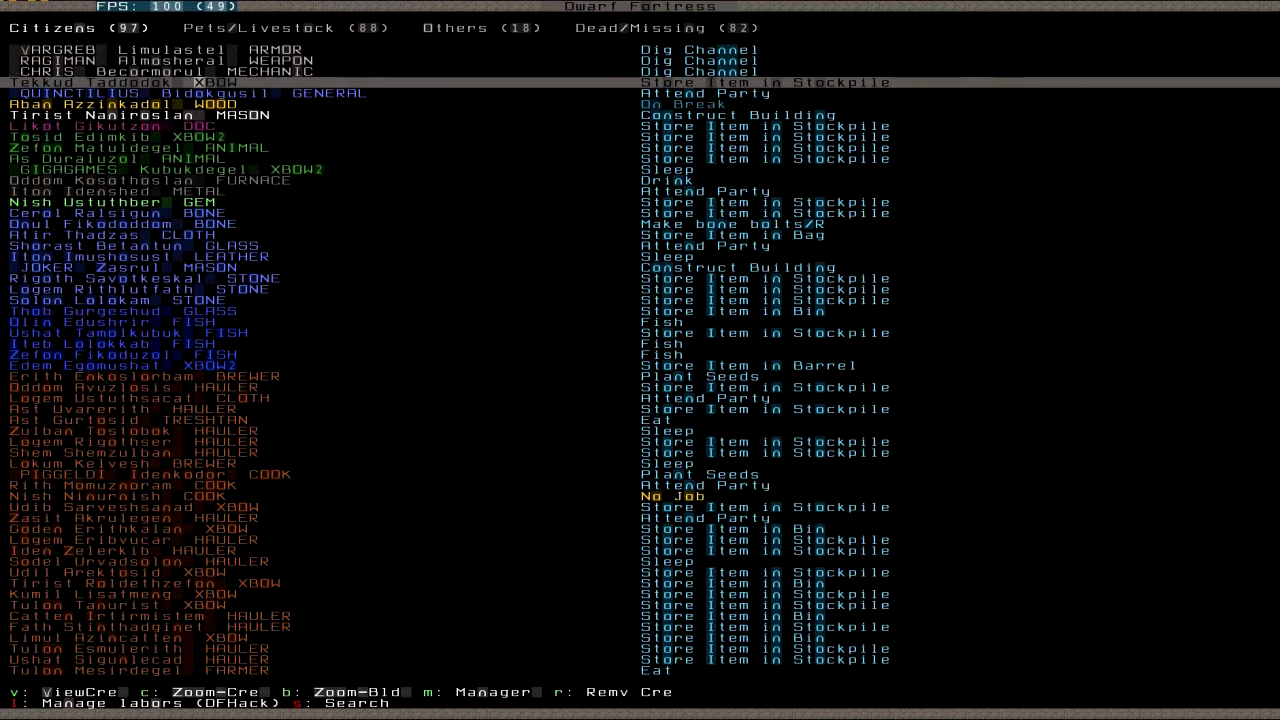 FPS: 100 (49) Dwarf Fortress
Citizens (97) Pets/Livestock (88) Others (18) Dead/Missing (82)
VARGREB Limulastel ARMOR Dig Channel
RAGIMAN Almosheral WEAPON Dig Channel
CHRIS Becormorul MECHANIC Dig Channel
Tekkud Taddodok XBOW Store Item in Stockpile
QUINCTILIUS Bidokgusil GENERAL Attend Party
Aban Azzinkadol WOOD On Break
Tirist Naniroslan MASON Construct Building
Likot Gikutzan DOC Store Item in Stockpile
Tosid Edimkib XBOW2 Store Item in Stockpile
Zefon Matuldegel ANIMAL Store Item in Stockpile
As Duraluzol ANIMAL Store Item in Stockpile
GIGAGAMES Kubukdegel XBOW2 Sleep
Oddom Kosothoslan FURNACE Drink
Iton Idenshed METAL Attend Party
Nish Ustuthber GEM Store Item in Stockpile
Cerol Ralsigun BONE Store Item in Stockpile
Onul Fikododdom BONE Make bone bolts/R
Atir Thadzas CLOTH Store Item in Bag
Shorast Betantun GLASS Attend Party
Iton Imushosust LEATHER Sleep
JOKER Zasrul MASON Construct Building
Rigoth Savotkeskal STONE Store Item in Stockpile
Logem Rithlutfath STONE Store Item in Stockpile
Solon Lolokam STONE Store Item in Stockpile
Thob Gurgeshud GLASS Store Item in Bin
Olin Edushrir FISH Fish
Ushat Tamolkubuk FISH Store Item in Stockpile
Iteb Lolokkab FISH Fish
Zefon Fikoduzol FISH Fish
Edem Egomushat XBOW2 Store Item in Barrel
Erith Enkoslorbam BREWER Plant Seeds
Oddom Avuzlosis HAULER Store Item in Stockpile
Logem Ustuthsacat CLOTH Attend Party
Ast Uvarerith HAULER Store Item in Stockpile
Ast Gurtosid TRESHTAN Eat
Zulban Tostobok HAULER Sleep
Logem Rigothser HAULER Store Item in Stockpile
Shem Shemzulban HAULER Store Item in Stockpile
Lokum Kelvesh BREWER Sleep
PIGGELDI Idenkodor COOK Plant Seeds
Rith Momuznoram COOK Attend Party
Nish Ninurnish COOK No Job
Udib Sarveshsanad XBOW Store Item in Stockpile
Zasit Akrulegen HAULER Attend Party
Goden Erithkalan XBOW Store Item in Bin
Logem Eribvucar HAULER Store Item in Stockpile
Iden Zelerkib HAULER Store Item in Stockpile
Sodel Urvadsolon HAULER Sleep
Udil Arektosid XBOW Store Item in Stockpile
Tirist Roldethzefon XBOW Store Item in Bin
Kumil Lisatmeng XBOW Store Item in Stockpile
Tulon Tanurist XBOW Store Item in Stockpile
Catten Irtirmistem HAULER Store Item in Bin
Fath Stinthadginet HAULER Store Item in Stockpile
Limul Azincatten XBOW Store Item in Bin
Tulon Esmulerith HAULER Store Item in Stockpile
Ushat Sigunlecad HAULER Store Item in Stockpile
Tulon Mesirdegel FARMER Eat
v: ViewCre c: Zoom-Cre b: Zoom-Bld m: Manager r: Remv Cre
l: Manage labors (DFHack) s: Search